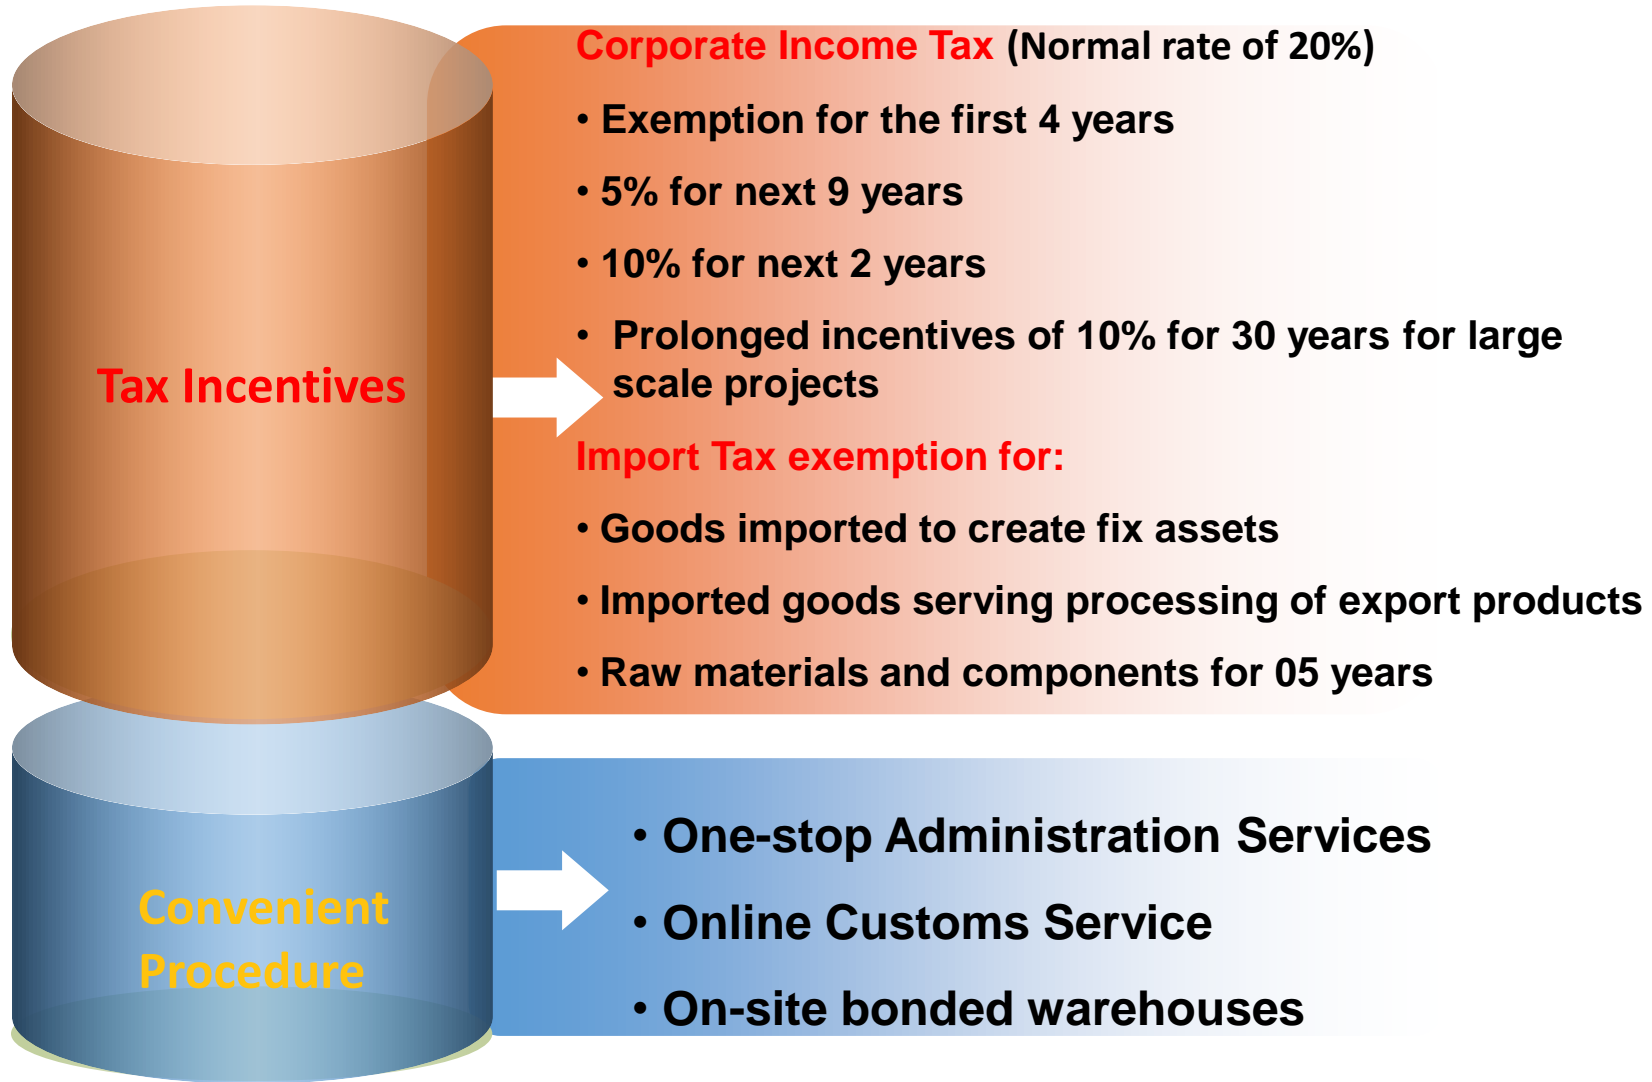 Tax Incentives
Corporate Income Tax (Normal rate of 20%)
• Exemption for the first 4 years
• 5% for next 9 years
• 10% for next 2 years
• Prolonged incentives of 10% for 30 years for large
scale projects
Import Tax exemption for:
• Goods imported to create fix assets
• Imported goods serving processing of export products
• Raw materials and components for 05 years
Convenient
Procedure
• One-stop Administration Services
• Online Customs Service
• On-site bonded warehouses